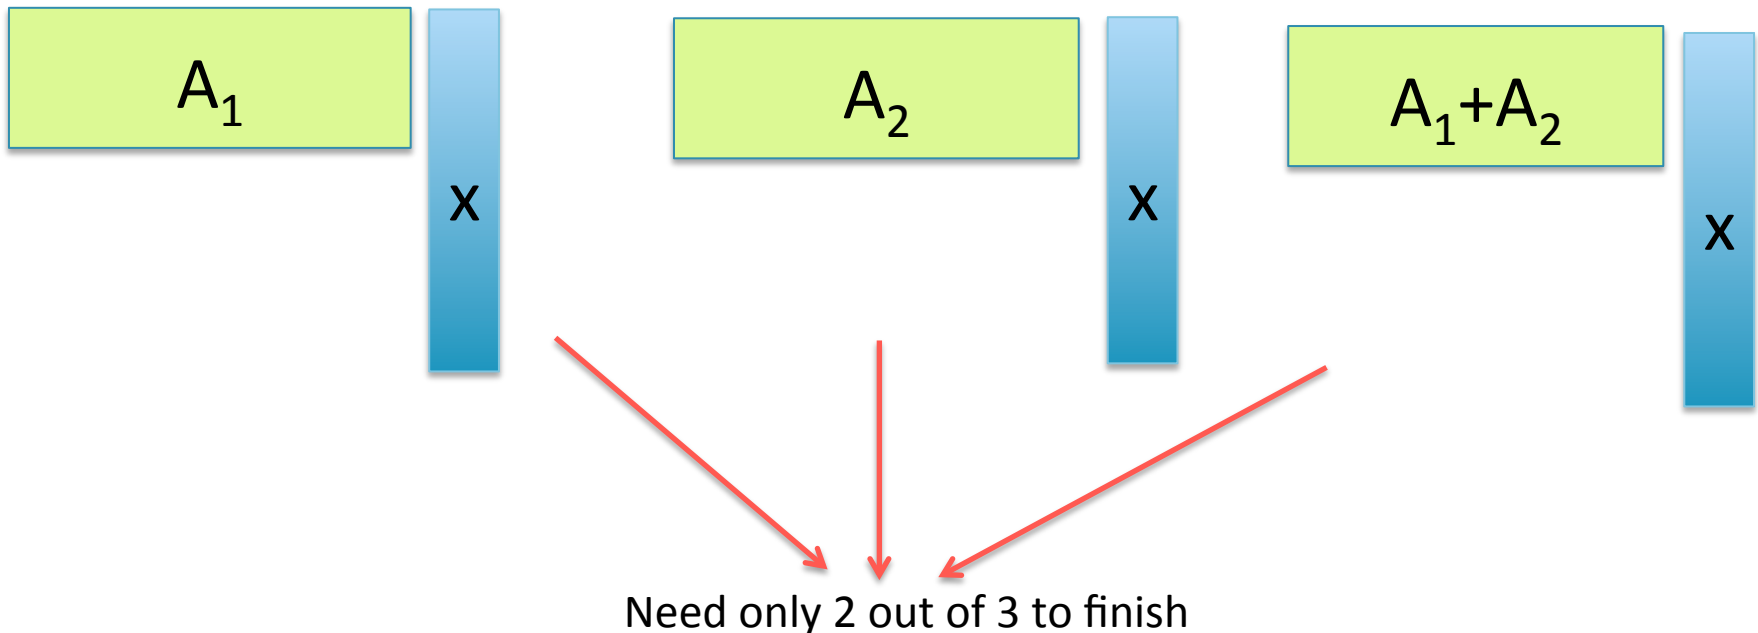 A₁
x
A₂
x
A₁+A₂
x
Need only 2 out of 3 to finish